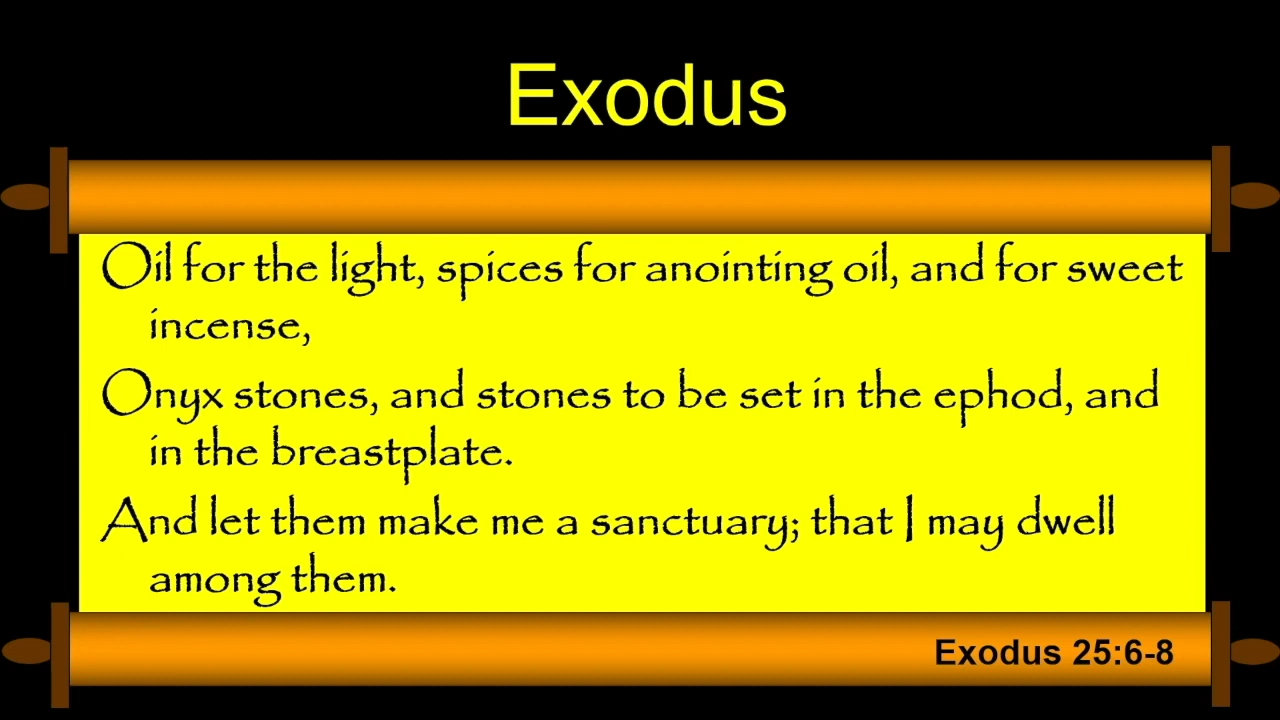 Exodus
Oil for the light, spices for anointing oil, and for sweet
incense,
Onyx stones, and stones to be set in the ephod, and
in the breastplate.
And let them make me a sanctuary; that I may dwell
among them.
Exodus 25:6-8